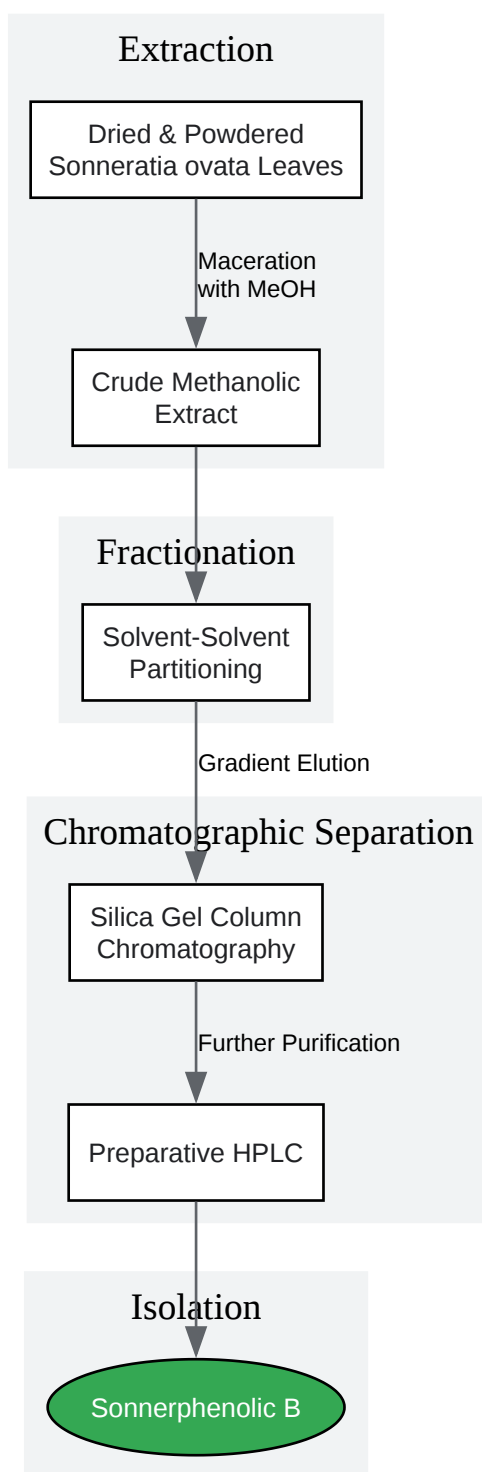 Extraction
Dried & Powdered
Sonneratia ovata Leaves
Maceration
with MeOH
Crude Methanolic
Extract
Fractionation
Solvent-Solvent
Partitioning
Gradient Elution
Chromatographic Separation
Silica Gel Column
Chromatography
Further Purification
Preparative HPLC
Isolation
Sonnerphenolic B